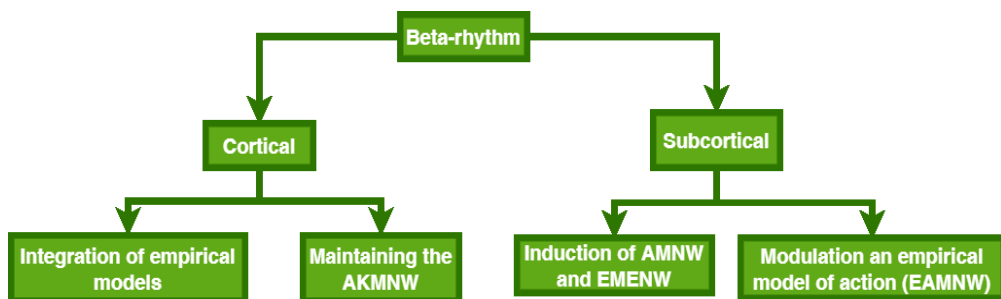 Beta-rhythm
Cortical
Subcortical
Integration of empirical
models
Maintaining the
AKMNW
Induction of AMNW
and EMENW
Modulation an empirical
model of action (EAMNW)